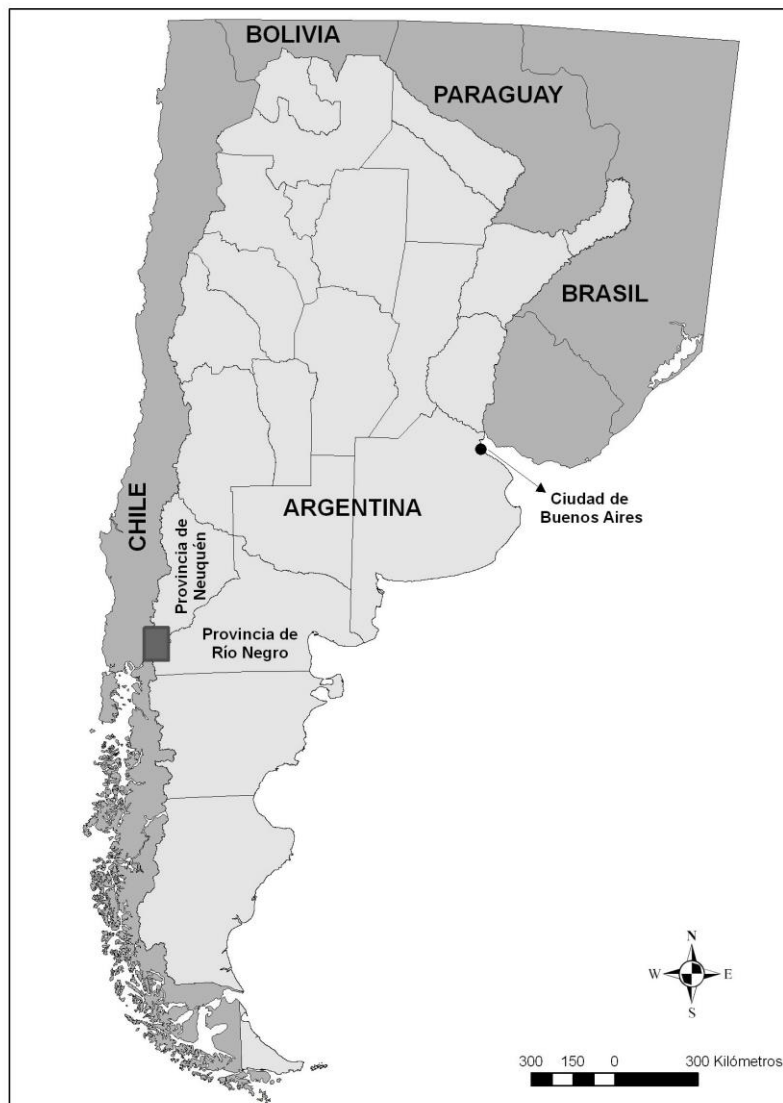 BOLIVIA
PARAGUAY
BRASIL
Ciudad de
Buenos Aires
ARGENTINA
CHILE
Provincia de
Neuquén
Provincia de
Río Negro
N
W E
S
300 150 0 300 Kilómetros